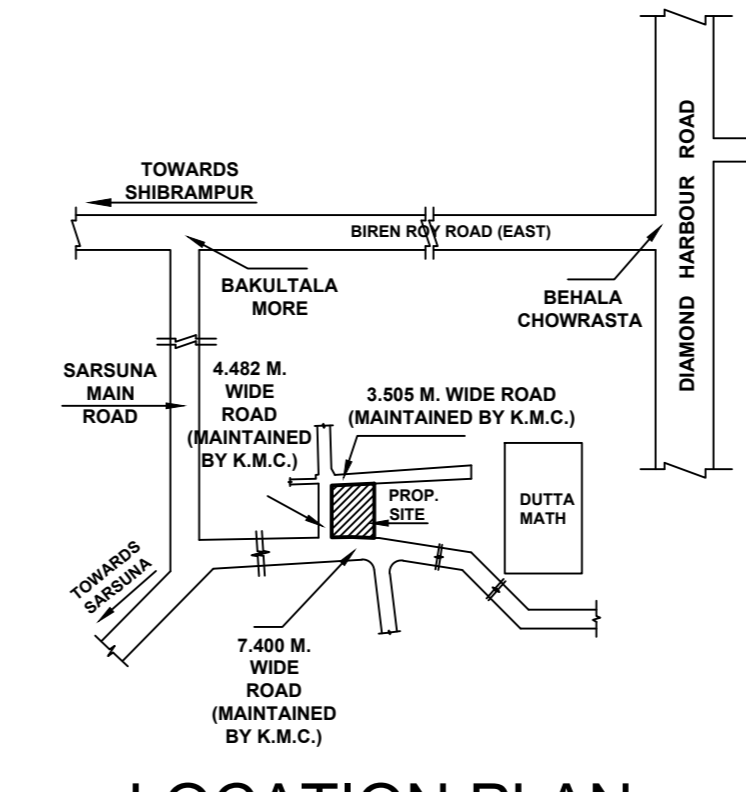 TOWARDS
SHIBRAMPUR
BIREN ROY ROAD (EAST)
DIAMOND HARBOUR ROAD
BAKULTALA
MORE
BEHALA
CHOWRASTA
SARSUNA
MAIN
ROAD
4.482 M.
WIDE
ROAD
(MAINTAINED
BY K.M.C.)
3.505 M. WIDE ROAD
(MAINTAINED BY K.M.C.)
PROP.
SITE
DUTTA
MATH
TOWARDS
SARSUNA
7.400 M.
WIDE
ROAD
(MAINTAINED
BY K.M.C.)
LOCATION PLAN